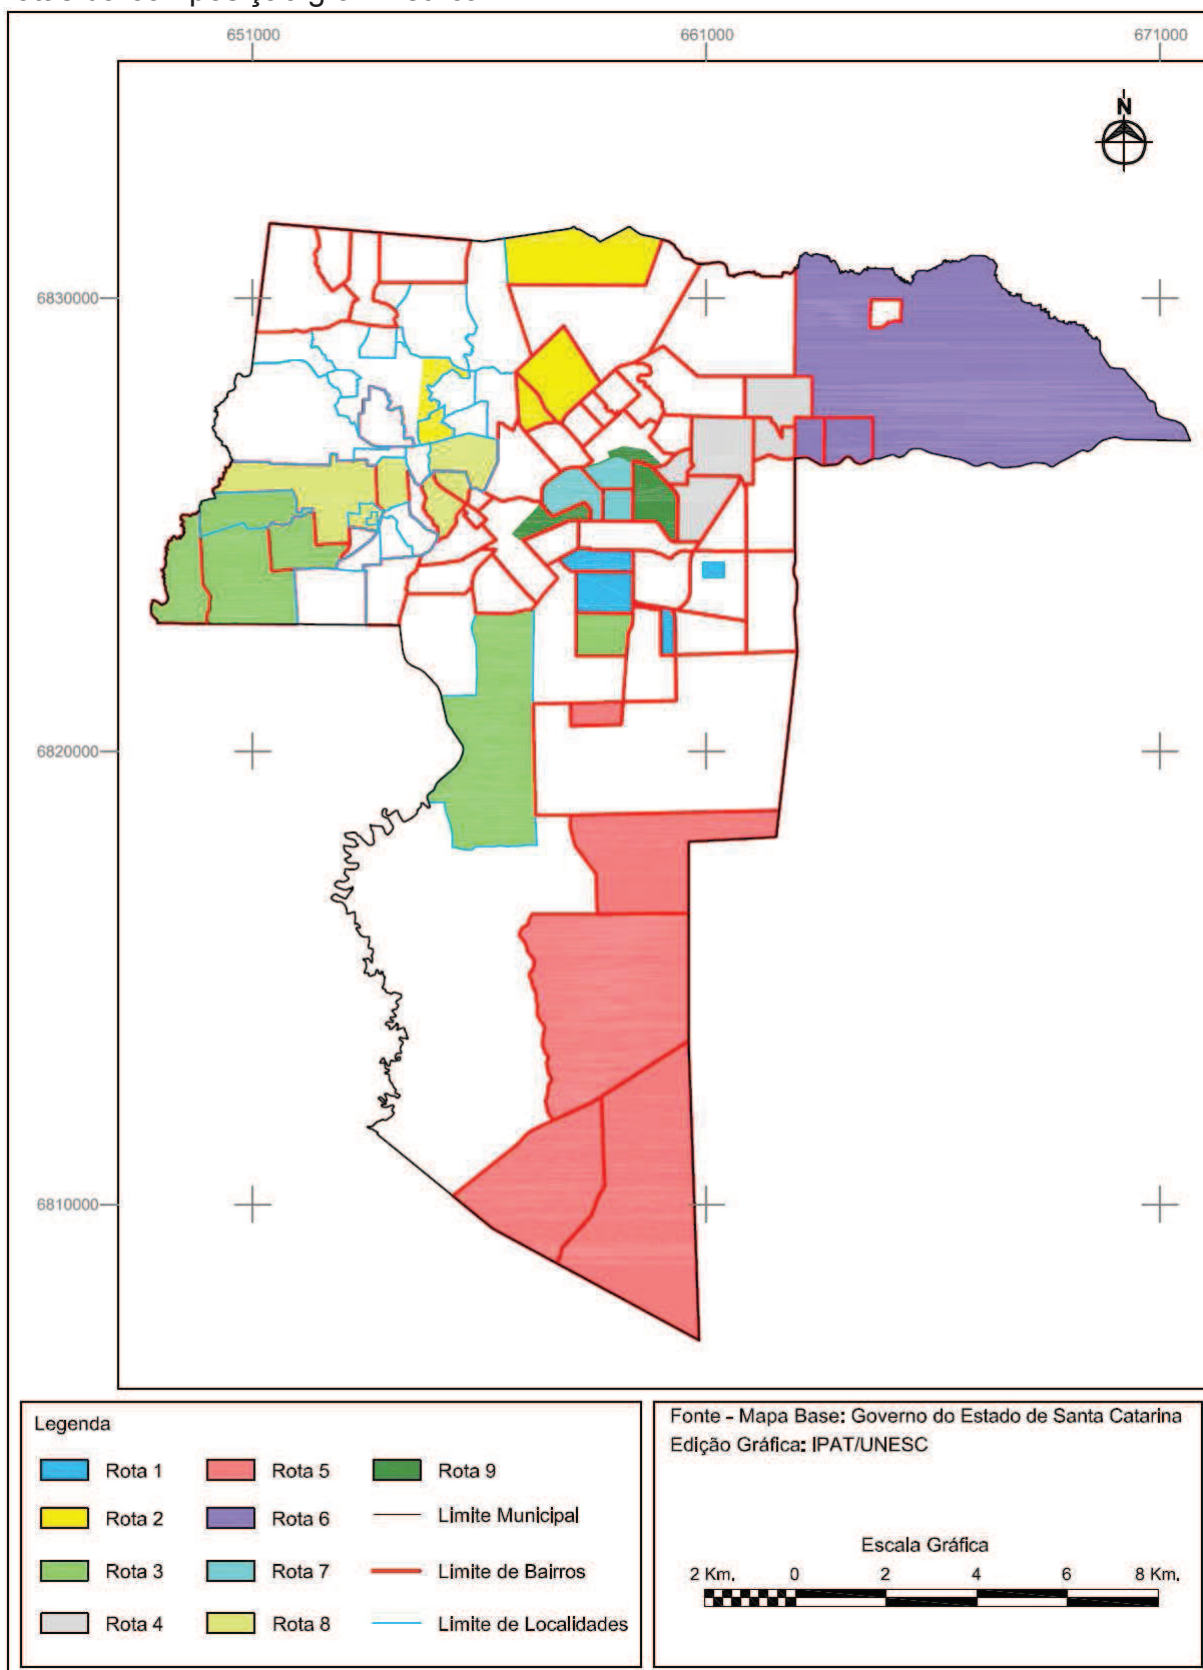 651000 661000 671000
N
6830000
6820000
6810000
Legenda
Rota 1
Rota 2
Rota 3
Rota 4
Rota 5
Rota 6
Rota 7
Rota 8
Rota 9
Limite Municipal
Limite de Bairros
Limite de Localidades
Fonte - Mapa Base: Governo do Estado de Santa Catarina
Edição Gráfica: IPAT/UNESC
Escala Gráfica
2 Km. 0 2 4 6 8 Km.